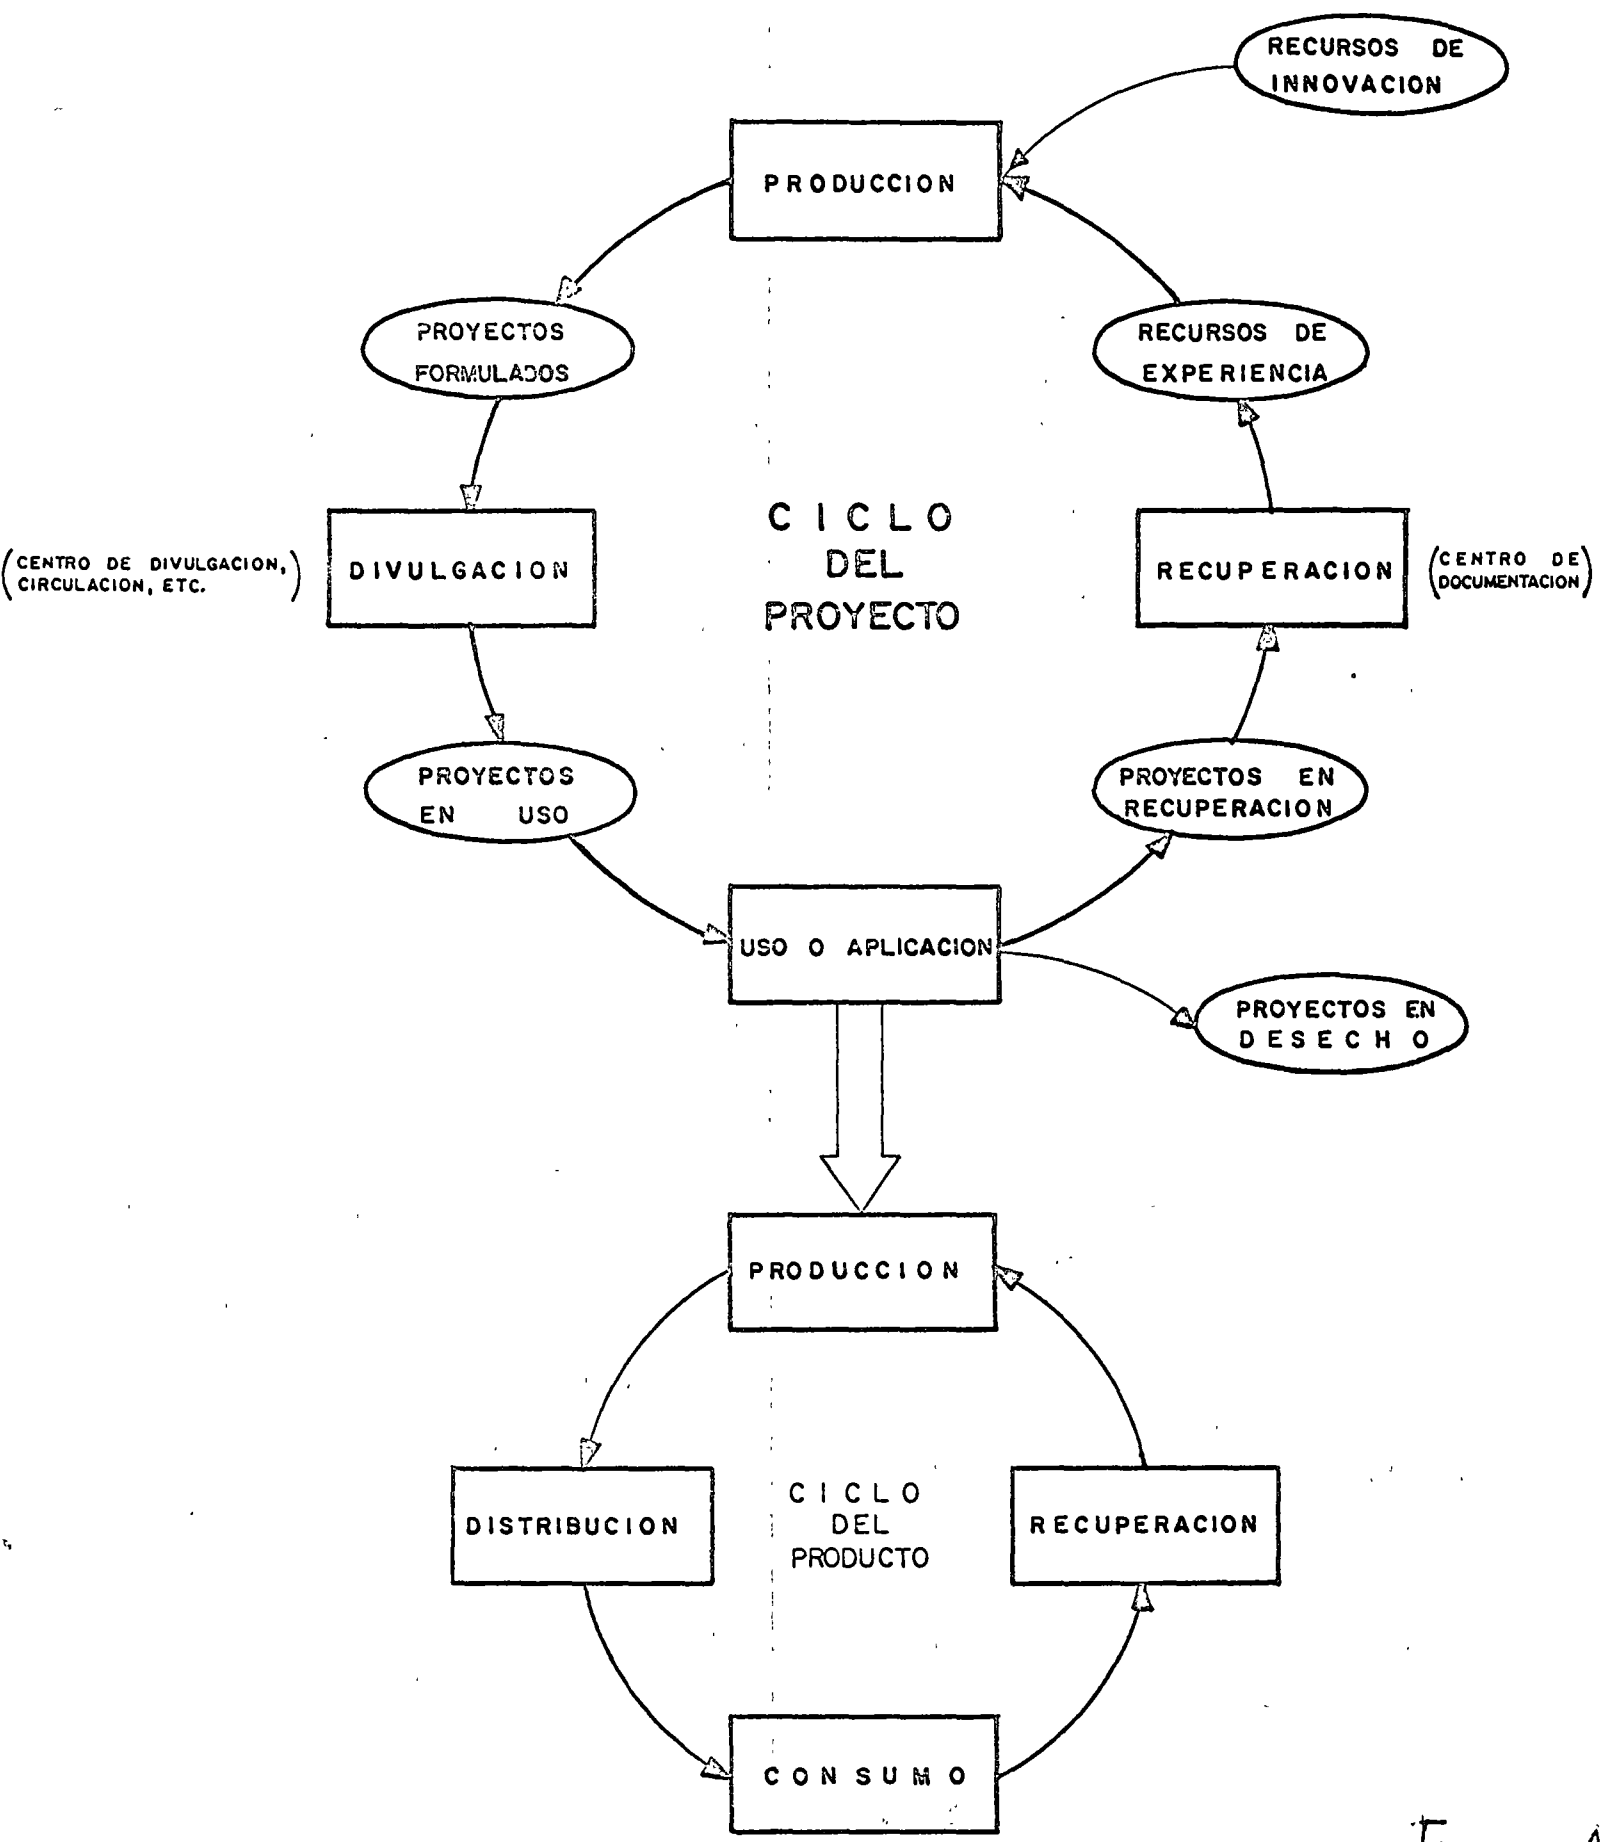 RECURSOS DE
INNOVACION
PRODUCCION
PROYECTOS
FORMULADOS
RECURSOS DE
EXPERIENCIA
CICLO
DEL
PROYECTO
(CENTRO DE DIVULGACION,
CIRCULACION, ETC.)
DIVULGACION
RECUPERACION
(CENTRO DE
DOCUMENTACION)
PROYECTOS
EN USO
PROYECTOS EN
RECUPERACION
USO O APLICACION
PROYECTOS EN
DESECHO
PRODUCCION
DISTRIBUCION
CICLO
DEL
PRODUCTO
RECUPERACION
CONSUMO